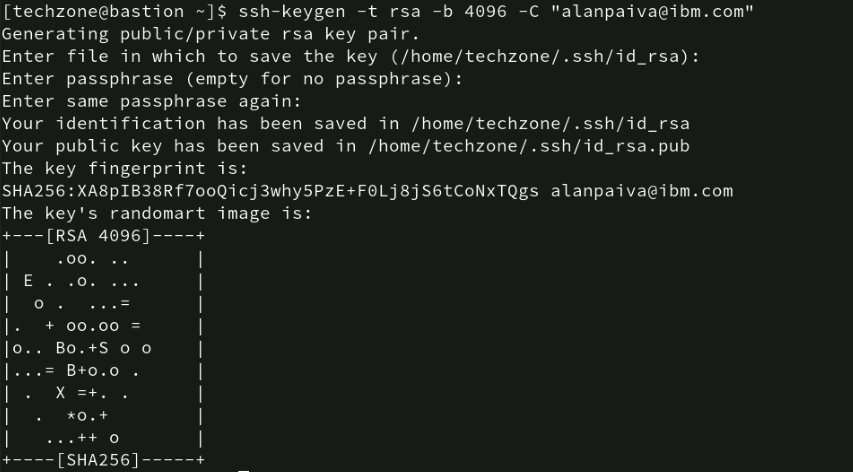 [techzone@bastion ~]$ ssh-keygen -t rsa -b 4096 -C "alanpaiva@ibm.com"
Generating public/private rsa key pair.
Enter file in which to save the key (/home/techzone/.ssh/id_rsa):
Enter passphrase (empty for no passphrase):
Enter same passphrase again:
Your identification has been saved in /home/techzone/.ssh/id_rsa
Your public key has been saved in /home/techzone/.ssh/id_rsa.pub
The key fingerprint is:
SHA256:XA8pIB38Rf7ooQicj3why5PzE+F0Lj8jS6tCoNxTQgs alanpaiva@ibm.com
The key's randomart image is:
+---[RSA 4096]----+
|    .oo. ..      |
| E . .o. ...     |
|  o .  ...=      |
|.  + oo.oo =     |
|o.. Bo.+S o o    |
|...= B+o.o .     |
| .  X =+. .      |
|  .  *o.+        |
|   ...++ o       |
+----[SHA256]-----+